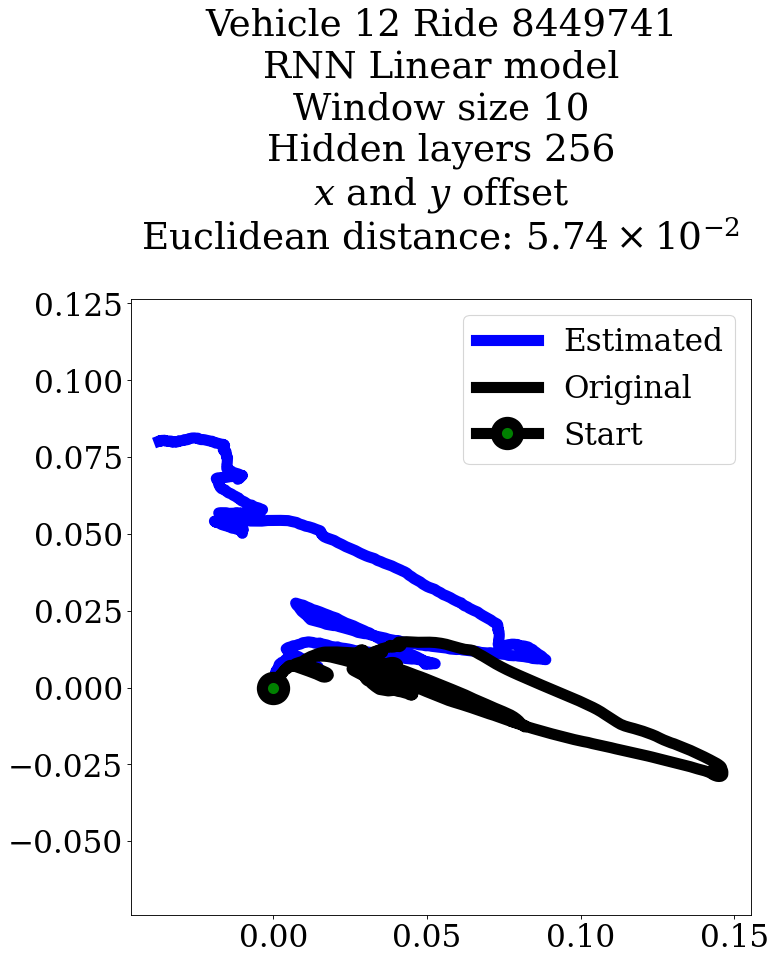 Vehicle 12 Ride 8449741
RNN Linear model
Window size 10
Hidden layers 256
x and y offset
Euclidean distance: 5.74 × 10⁻²
Estimated
Original
Start
0.125
0.100
0.075
0.050
0.025
0.000
−0.025
−0.050
0.00 0.05 0.10 0.15